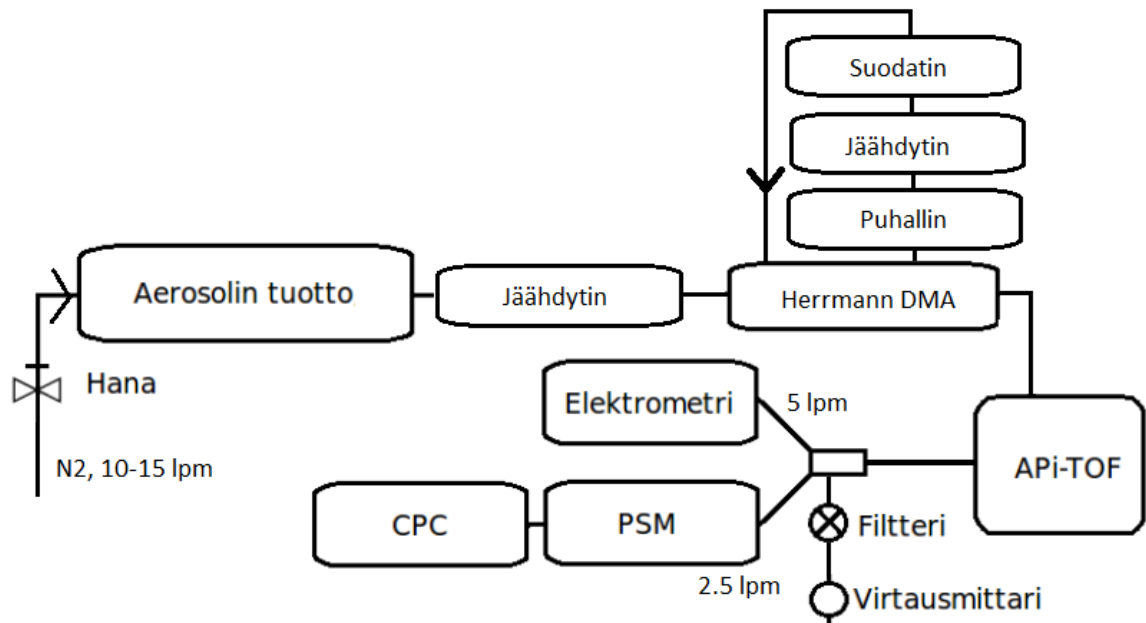 Suodatin
Jäähdytin
Puhallin
Aerosolin tuotto
Jäähdytin
Herrmann DMA
Hana
Elektrometri
5 lpm
N2, 10-15 lpm
APi-TOF
CPC
PSM
Filtteri
2.5 lpm
Virtausmittari